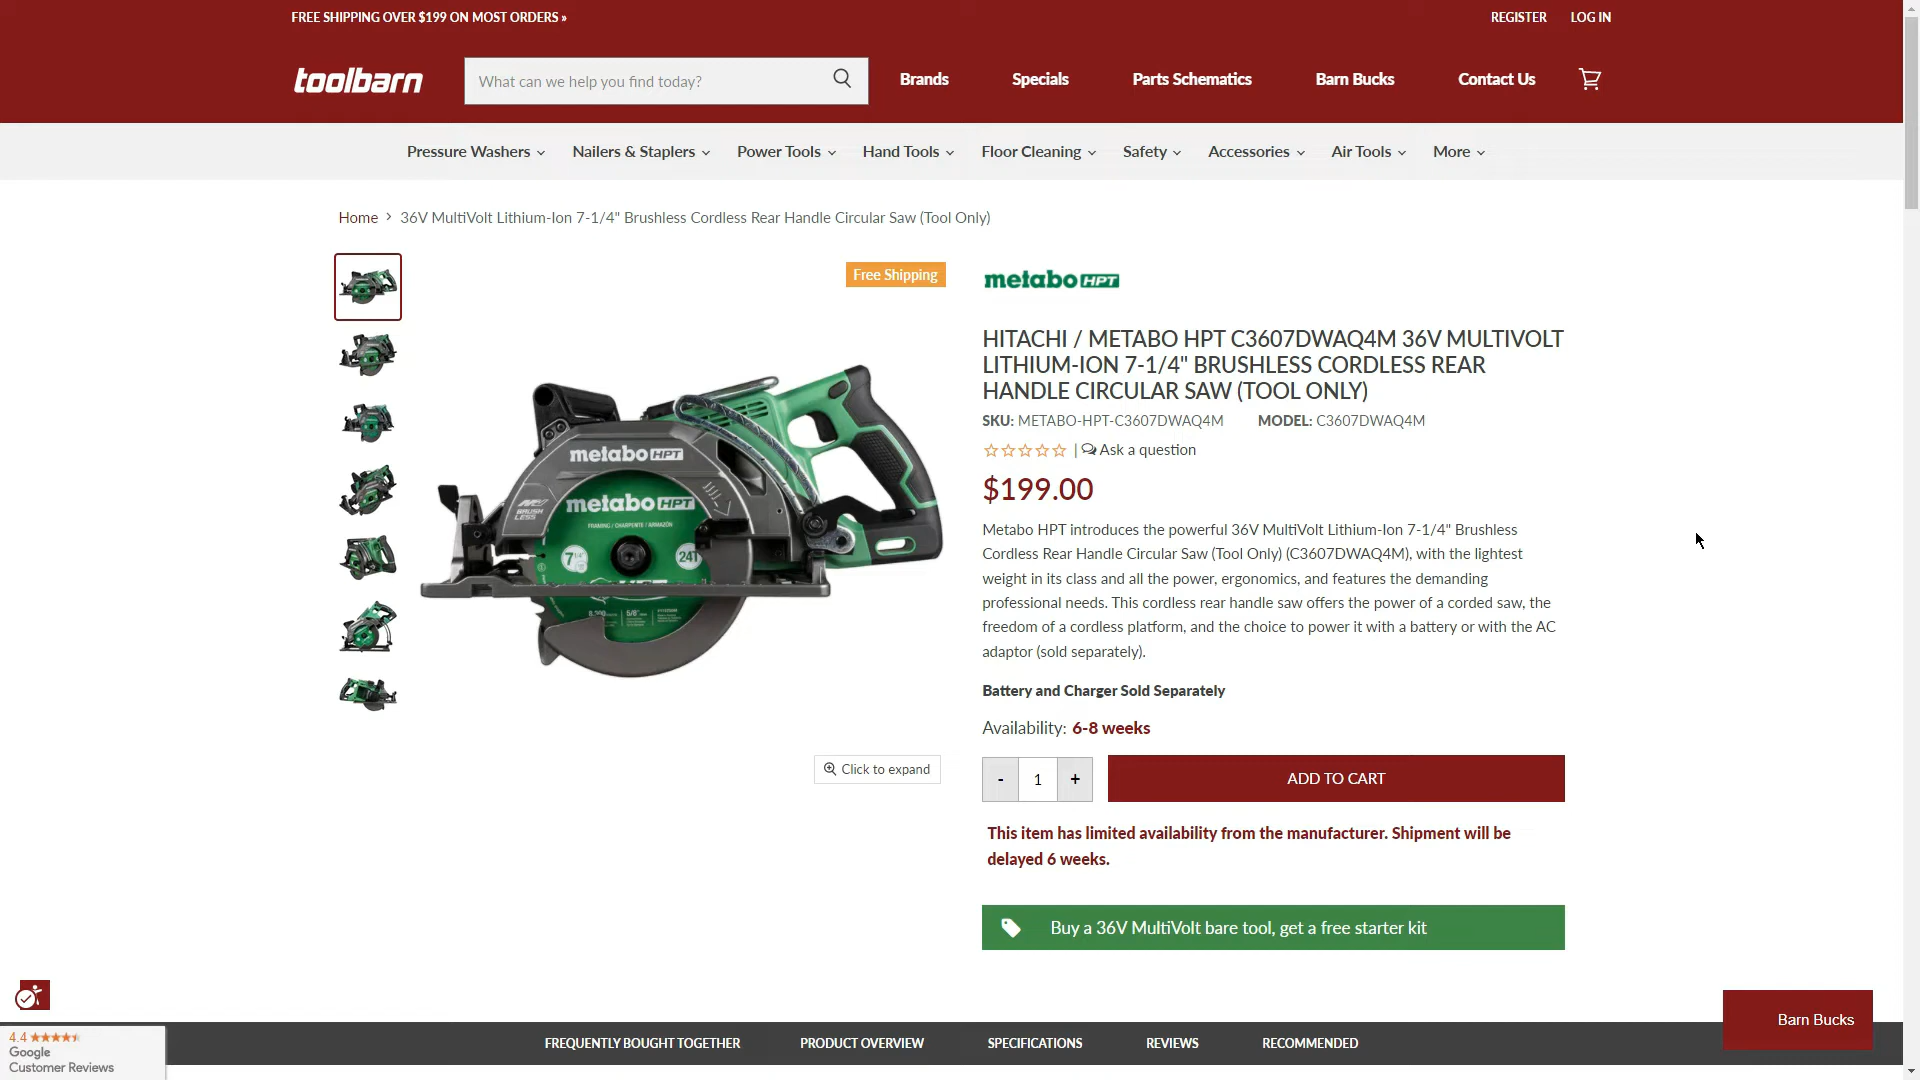 FREE SHIPPING OVER $199 ON MOST ORDERS »
REGISTER
LOG IN
toolbarn
What can we help you find today?
Brands
Specials
Parts Schematics
Barn Bucks
Contact Us
Pressure Washers
Nailers & Staplers
Power Tools
Hand Tools
Floor Cleaning
Safety
Accessories
Air Tools
More
Home > 36V MultiVolt Lithium-Ion 7-1/4" Brushless Cordless Rear Handle Circular Saw (Tool Only)
Free Shipping
metabo HPT
metabo HPT
BRUSH
LESS
metabo HPT
FRAMING / CHARPENTE / ARMAZÓN
7 1/4"
24T
5/8"
Click to expand
metabo HPT
HITACHI / METABO HPT C3607DWAQ4M 36V MULTIVOLT
LITHIUM-ION 7-1/4" BRUSHLESS CORDLESS REAR
HANDLE CIRCULAR SAW (TOOL ONLY)
SKU: METABO-HPT-C3607DWAQ4M
MODEL: C3607DWAQ4M
| Ask a question
$199.00
Metabo HPT introduces the powerful 36V MultiVolt Lithium-Ion 7-1/4" Brushless
Cordless Rear Handle Circular Saw (Tool Only) (C3607DWAQ4M), with the lightest
weight in its class and all the power, ergonomics, and features the demanding
professional needs. This cordless rear handle saw offers the power of a corded saw, the
freedom of a cordless platform, and the choice to power it with a battery or with the AC
adaptor (sold separately).
Battery and Charger Sold Separately
Availability: 6-8 weeks
- 1 +
ADD TO CART
This item has limited availability from the manufacturer. Shipment will be
delayed 6 weeks.
Buy a 36V MultiVolt bare tool, get a free starter kit
Barn Bucks
4.4
Google
Customer Reviews
FREQUENTLY BOUGHT TOGETHER
PRODUCT OVERVIEW
SPECIFICATIONS
REVIEWS
RECOMMENDED